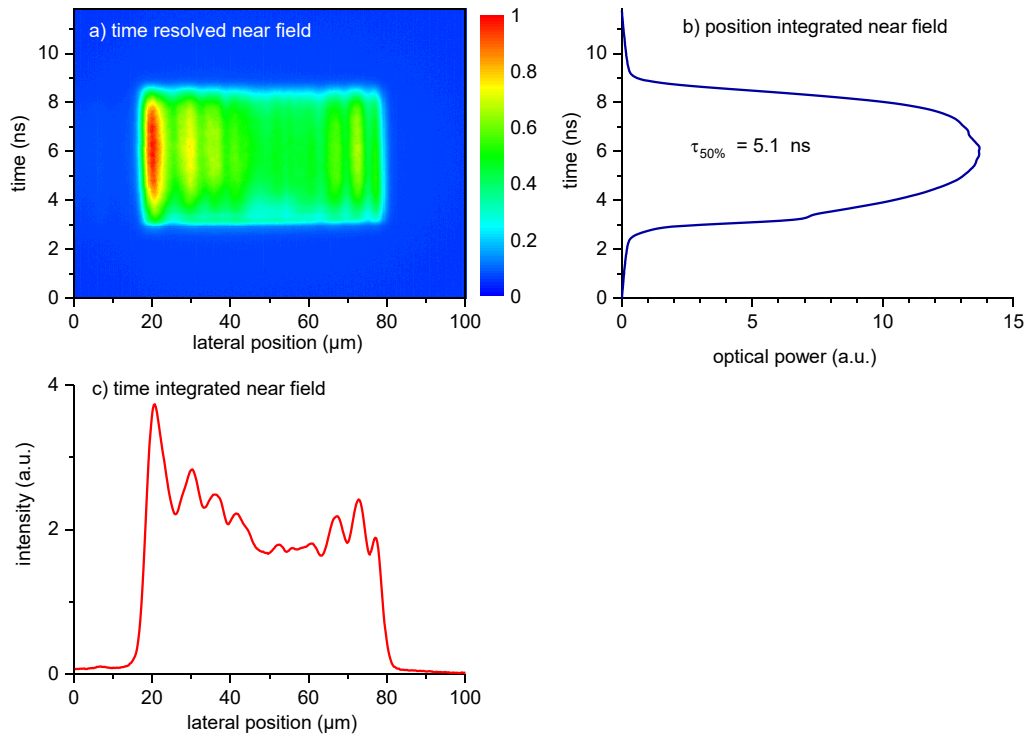 a) time resolved near field
time (ns)
10
8
6
4
2
0
0 20 40 60 80 100
lateral position (µm)
1
0.8
0.6
0.4
0.2
0
b) position integrated near field
τ50% = 5.1 ns
time (ns)
10
8
6
4
2
0
0 5 10 15
optical power (a.u.)
c) time integrated near field
intensity (a.u.)
4
2
0
0 20 40 60 80 100
lateral position (µm)